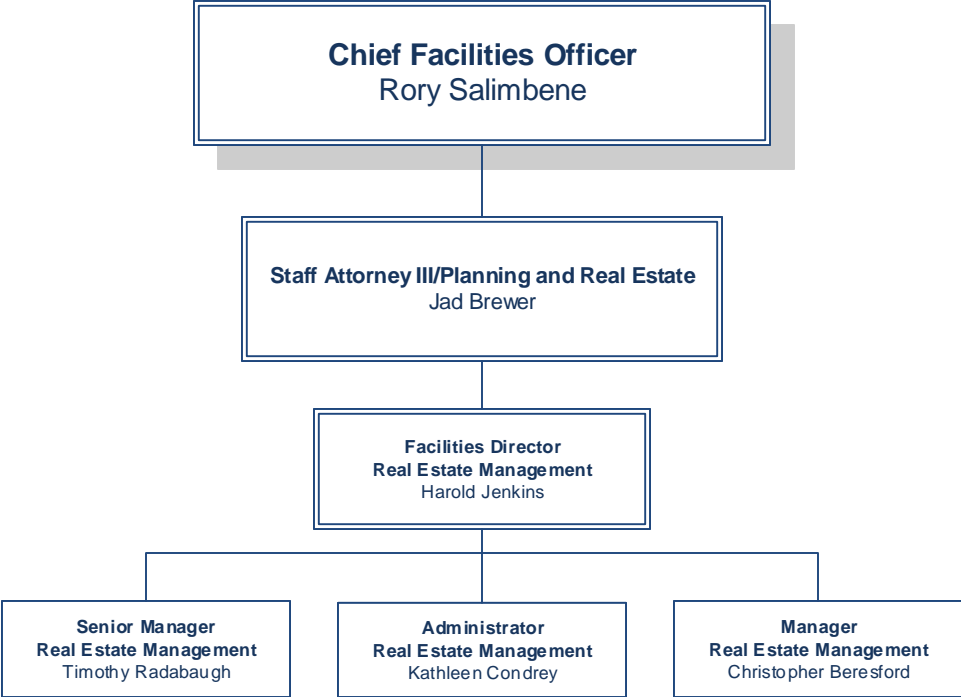 Chief Facilities Officer
Rory Salimbene
Staff Attorney III/Planning and Real Estate
Jad Brewer
Facilities Director
Real Estate Management
Harold Jenkins
Senior Manager
Real Estate Management
Timothy Radabaugh
Administrator
Real Estate Management
Kathleen Condrey
Manager
Real Estate Management
Christopher Beresford